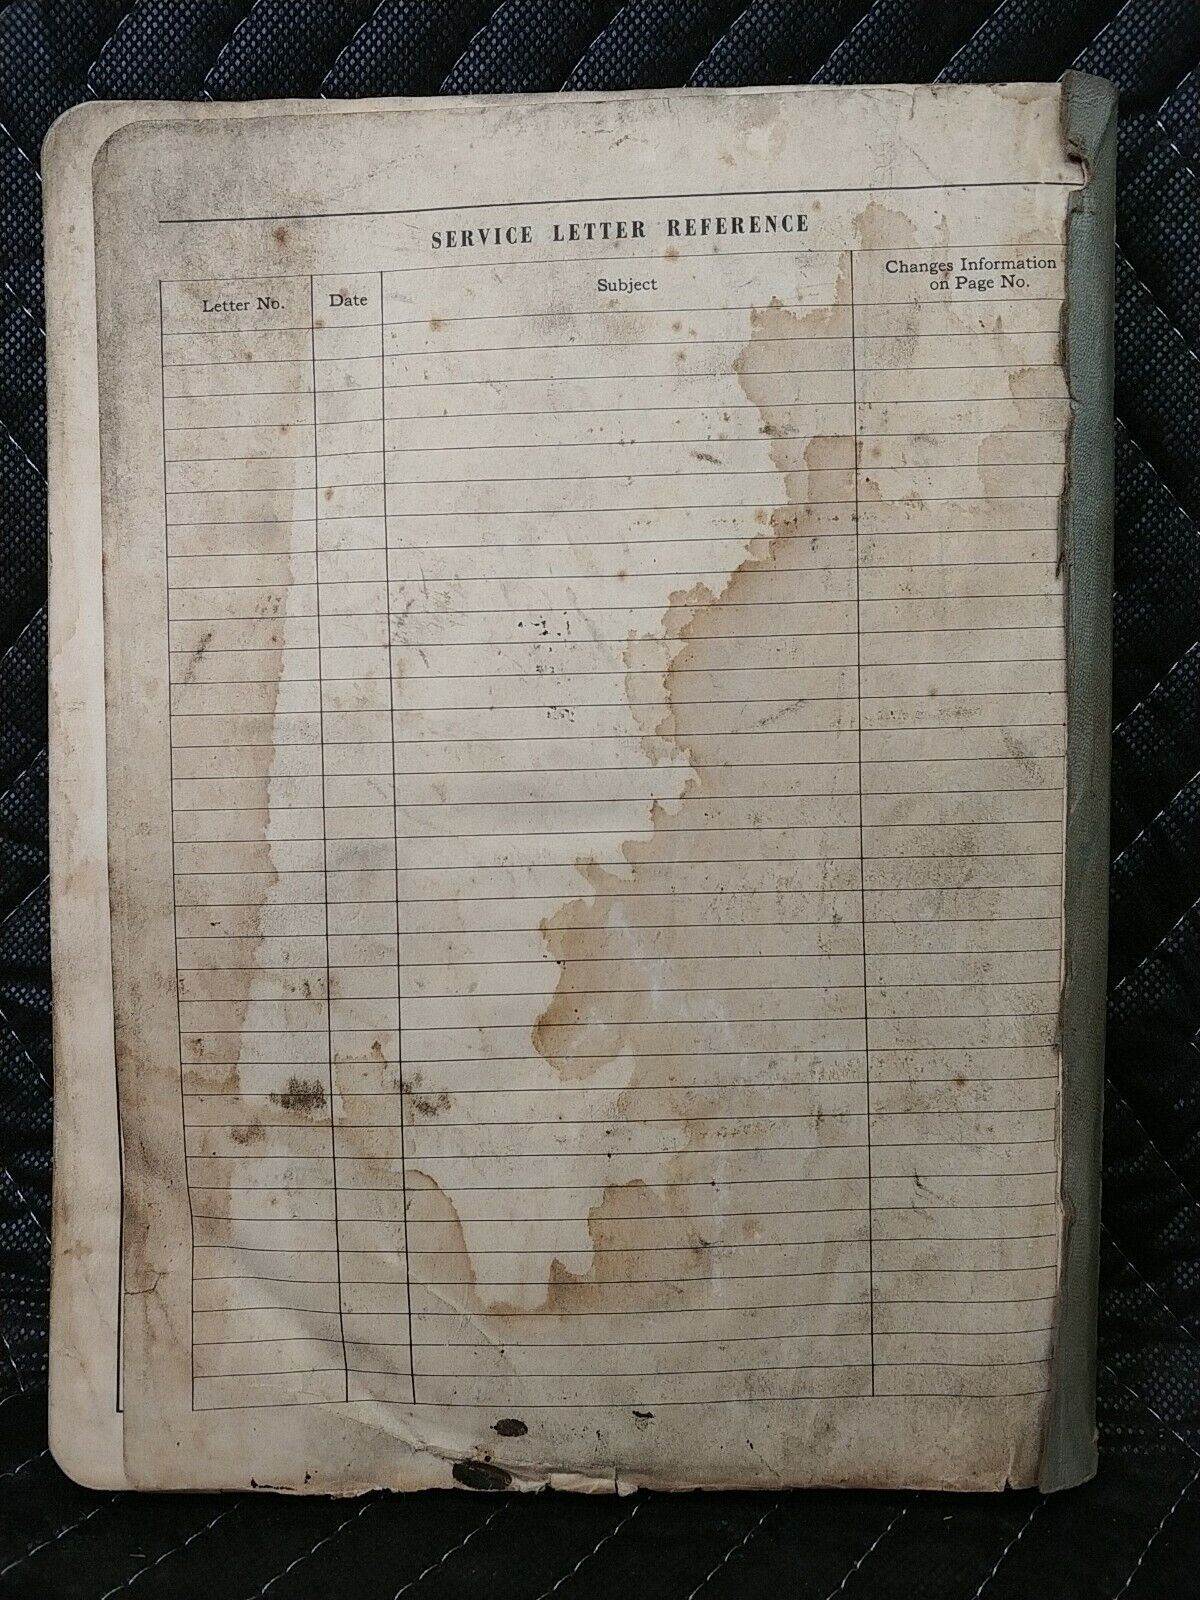 SERVICE LETTER REFERENCE
Letter No.
Date
Subject
Changes Information
on Page No.